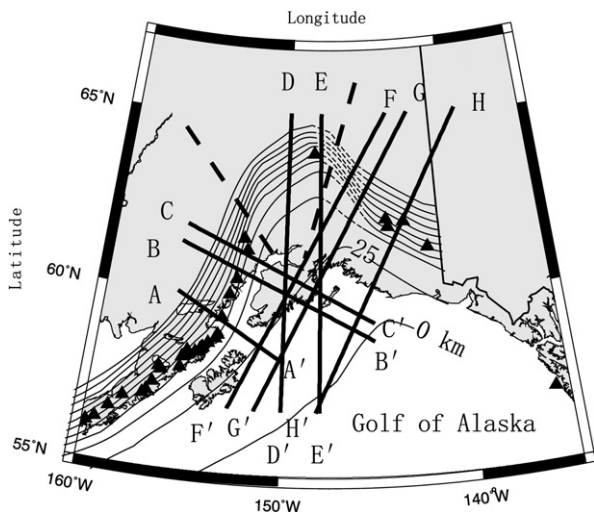 Longitude
D E
F G H
65°N
C
B
A
Latitude
60°N
25
C'
0 km
B'
A'
F' G' H'
D' E'
Golf of Alaska
55°N
160°W
150°W
140°W